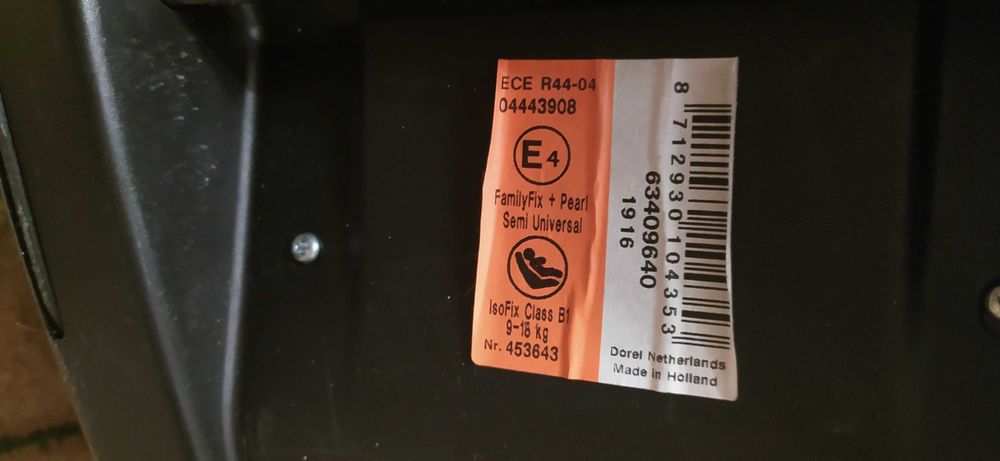 ECE R44-04
04443908
E4
FamilyFix + Pearl
Semi Universal
IsoFix Class B1
9-18 kg
Nr. 453643
8 712930 104353
63409640
1916
Dorel Netherlands
Made in Holland